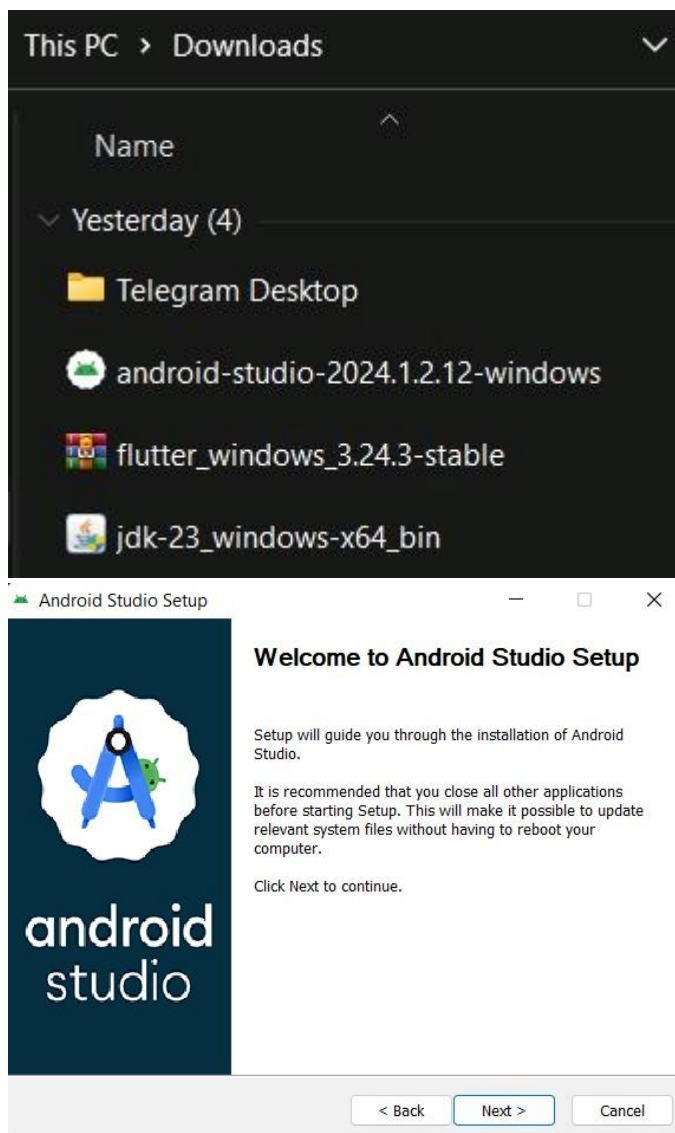 This PC > Downloads
Name
Yesterday (4)
Telegram Desktop
android-studio-2024.1.2.12-windows
flutter_windows_3.24.3-stable
jdk-23_windows-x64_bin
Android Studio Setup
Welcome to Android Studio Setup
Setup will guide you through the installation of Android
Studio.
It is recommended that you close all other applications
before starting Setup. This will make it possible to update
relevant system files without having to reboot your
computer.
Click Next to continue.
android
studio
< Back Next > Cancel